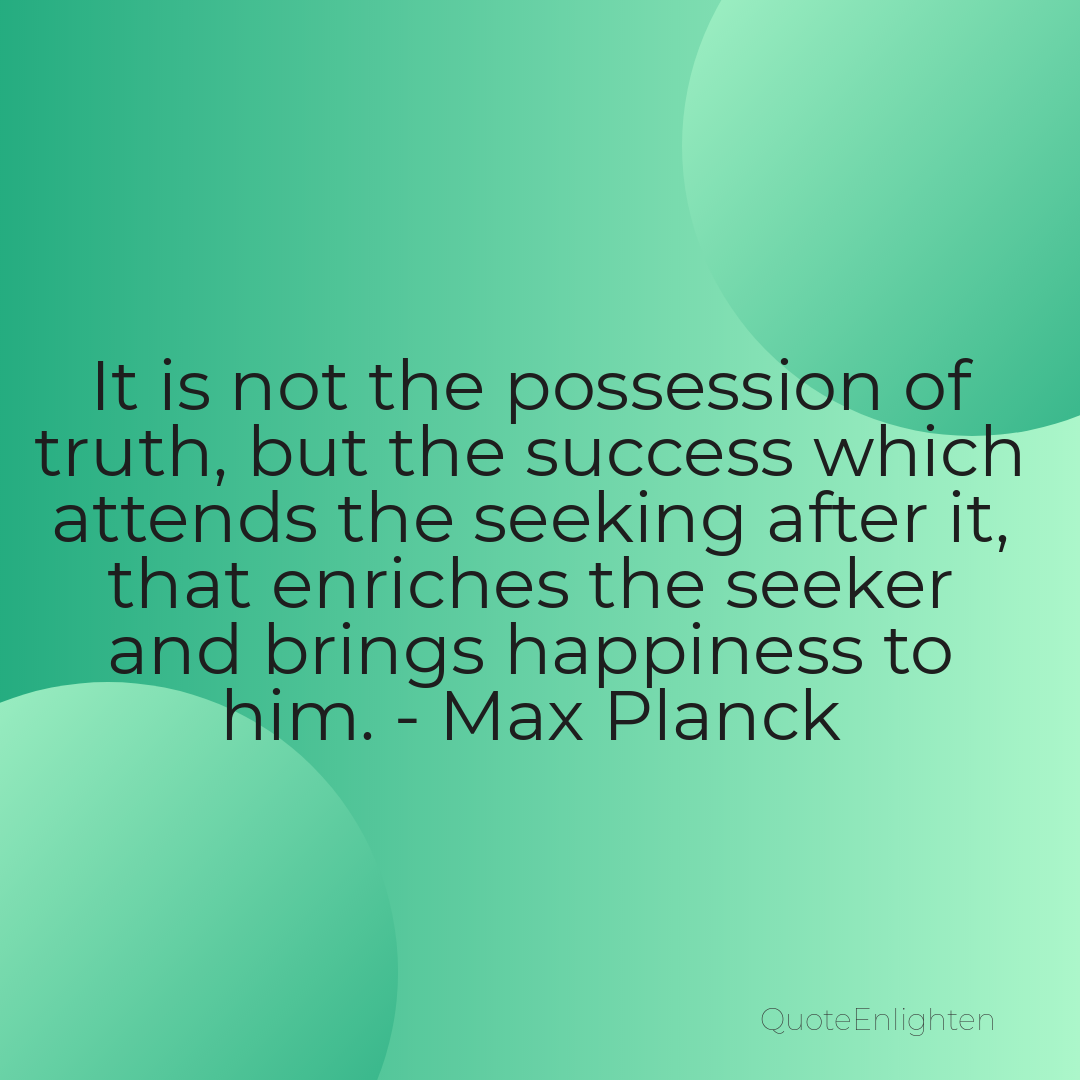 It is not the possession of
truth, but the success which
attends the seeking after it,
that enriches the seeker
and brings happiness to
him. - Max Planck
QuoteEnlighten